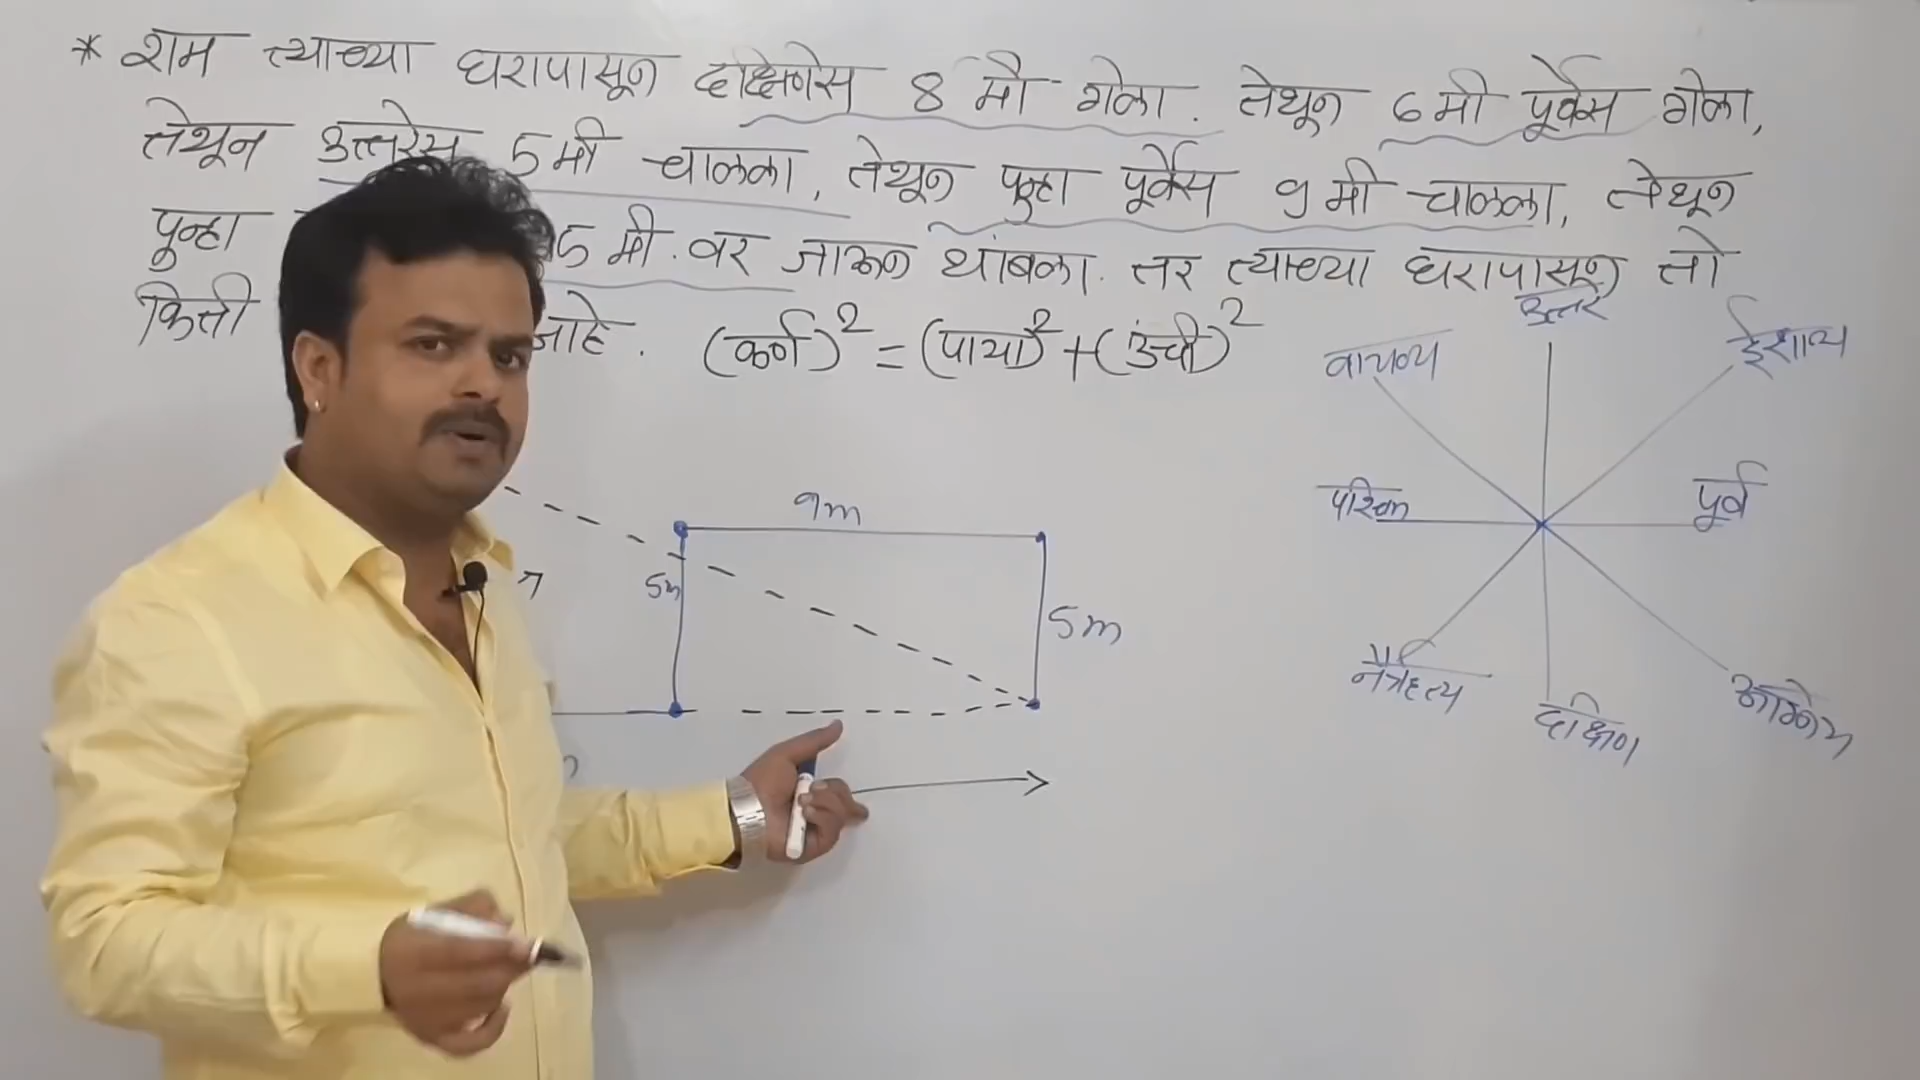 * राम त्याच्या घरापासून दक्षिणेस 8 मी गेला. तेथून 6 मी पूर्वेस गेला,
तेथून उत्तरेस 5 मी चालला, तेथून पुन्हा पूर्वेस 9 मी चालला, तेथून
पुन्हा 5 मी. वर जाऊन थांबला. तर त्याच्या घरापासून तो
किती आहे. (कर्ण)² = (पाया)² + (उंची)²
उत्तर
वायव्य
ईशान्य
पश्चिम
पूर्व
नैऋत्य
दक्षिण
आग्नेय
9m
5m
5m